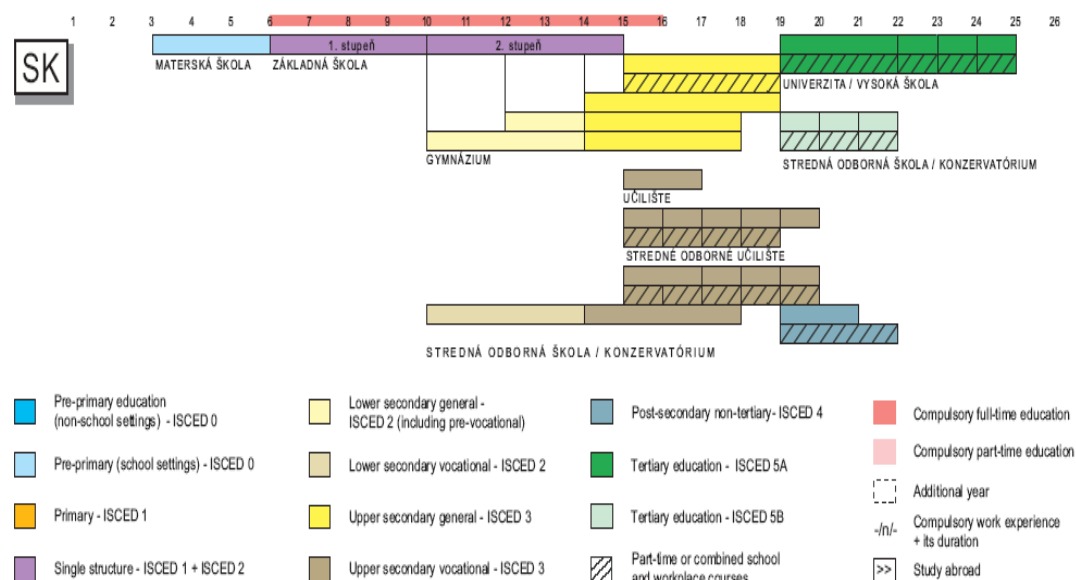 1 2 3 4 5 6 7 8 9 10 11 12 13 14 15 16 17 18 19 20 21 22 23 24 25 26
SK
1. stupeň 2. stupeň
MATERSKÁ ŠKOLA ZÁKLADNÁ ŠKOLA
UNIVERZITA / VYSOKÁ ŠKOLA
GYMNÁZIUM
STREDNÁ ODBORNÁ ŠKOLA / KONZERVATÓRIUM
UČILIŠTE
STREDNÉ ODBORNÉ UČILIŠTE
STREDNÁ ODBORNÁ ŠKOLA / KONZERVATÓRIUM
Pre-primary education
(non-school settings) - ISCED 0
Pre-primary (school settings) - ISCED 0
Primary - ISCED 1
Single structure - ISCED 1 + ISCED 2
Lower secondary general -
ISCED 2 (including pre-vocational)
Lower secondary vocational - ISCED 2
Upper secondary general - ISCED 3
Upper secondary vocational - ISCED 3
Post-secondary non-tertiary- ISCED 4
Tertiary education - ISCED 5A
Tertiary education - ISCED 5B
Part-time or combined school
and workplace courses
Compulsory full-time education
Compulsory part-time education
Additional year
-/n/- Compulsory work experience
+ its duration
>> Study abroad